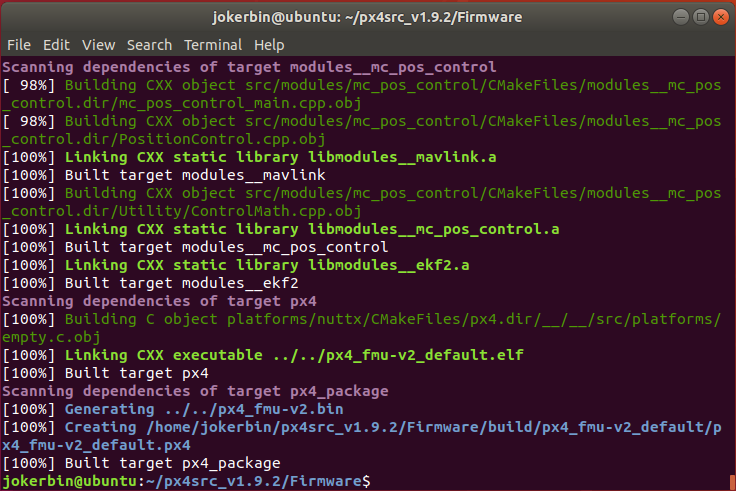 jokerbin@ubuntu: ~/px4src_v1.9.2/Firmware
File Edit View Search Terminal Help
Scanning dependencies of target modules__mc_pos_control
[ 98%] Building CXX object src/modules/mc_pos_control/CMakeFiles/modules__mc_pos
_control.dir/mc_pos_control_main.cpp.obj
[ 98%] Building CXX object src/modules/mc_pos_control/CMakeFiles/modules__mc_pos
_control.dir/PositionControl.cpp.obj
[100%] Linking CXX static library libmodules__mavlink.a
[100%] Built target modules__mavlink
[100%] Building CXX object src/modules/mc_pos_control/CMakeFiles/modules__mc_pos
_control.dir/Utility/ControlMath.cpp.obj
[100%] Linking CXX static library libmodules__mc_pos_control.a
[100%] Built target modules__mc_pos_control
[100%] Linking CXX static library libmodules__ekf2.a
[100%] Built target modules__ekf2
Scanning dependencies of target px4
[100%] Building C object platforms/nuttx/CMakeFiles/px4.dir/__/__/src/platforms/
empty.c.obj
[100%] Linking CXX executable ../../px4_fmu-v2_default.elf
[100%] Built target px4
Scanning dependencies of target px4_package
[100%] Generating ../../px4_fmu-v2.bin
[100%] Creating /home/jokerbin/px4src_v1.9.2/Firmware/build/px4_fmu-v2_default/p
x4_fmu-v2_default.px4
[100%] Built target px4_package
jokerbin@ubuntu:~/px4src_v1.9.2/Firmware$